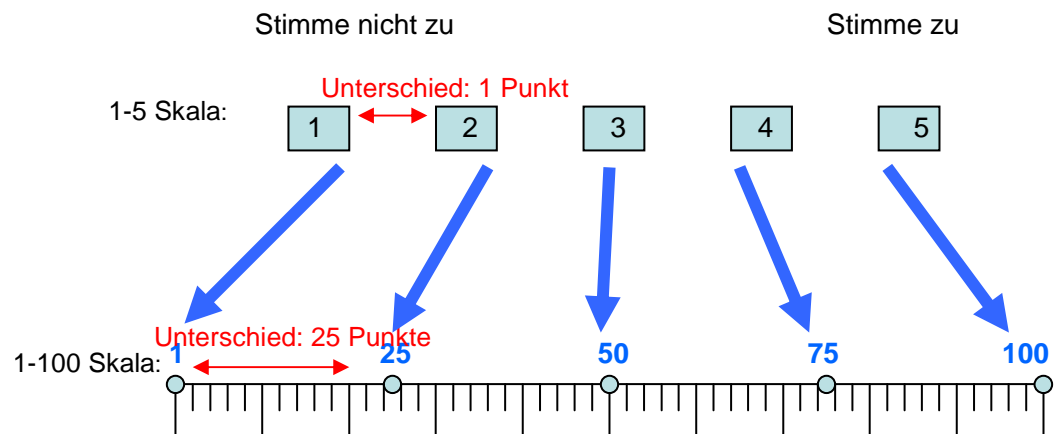 Stimme nicht zu Stimme zu
Unterschied: 1 Punkt
1-5 Skala: 1 2 3 4 5
Unterschied: 25 Punkte
1-100 Skala: 1 25 50 75 100